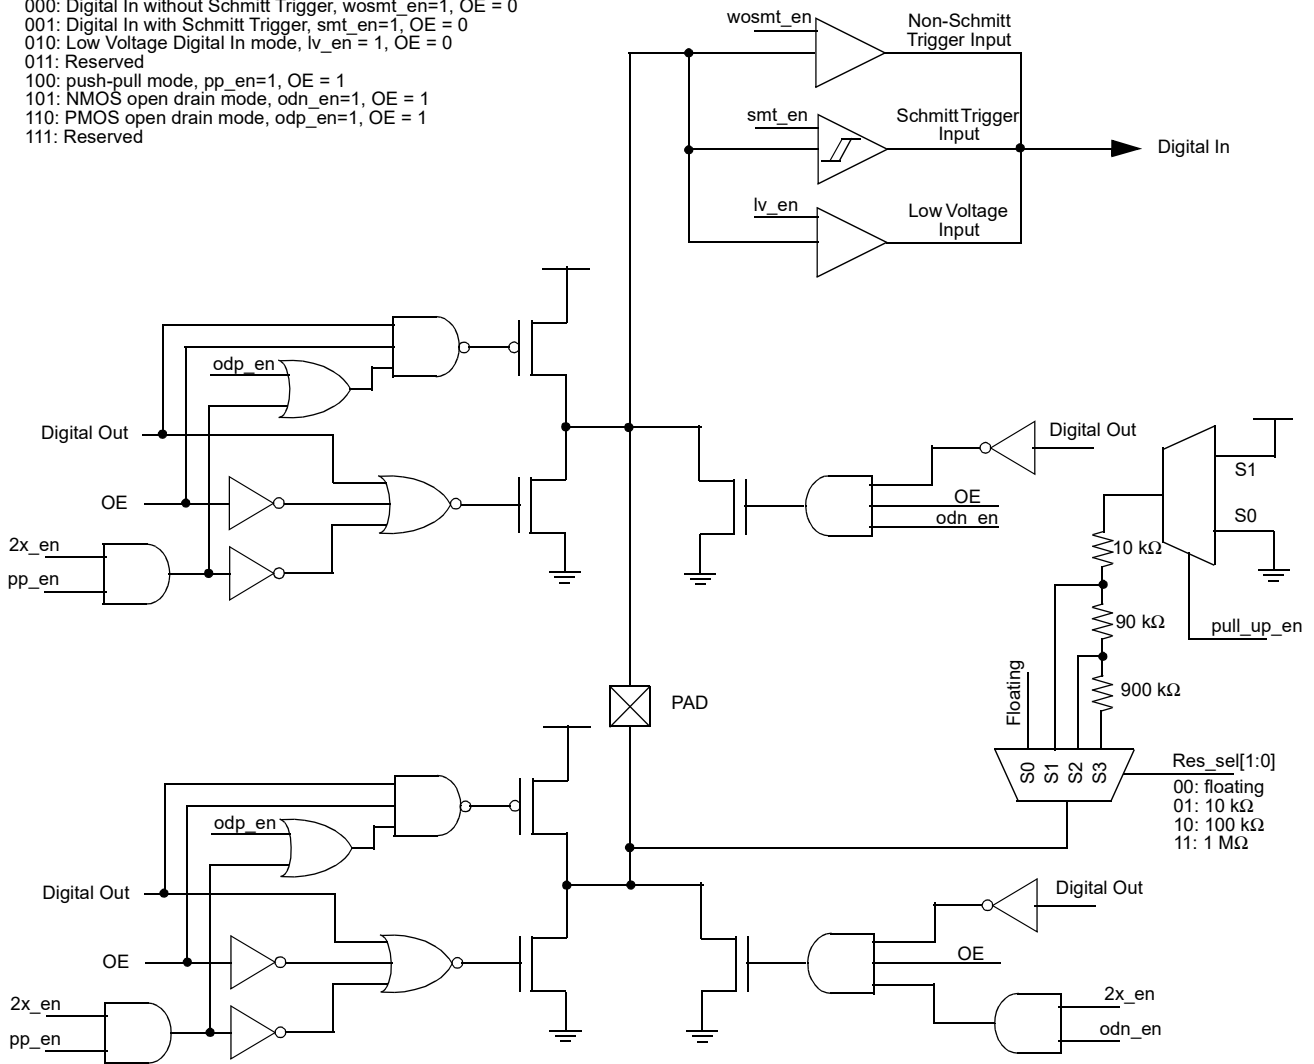 000: Digital In without Schmitt Trigger, wosmt_en=1, OE = 0
001: Digital In with Schmitt Trigger, smt_en=1, OE = 0
010: Low Voltage Digital In mode, lv_en = 1, OE = 0
011: Reserved
100: push-pull mode, pp_en=1, OE = 1
101: NMOS open drain mode, odn_en=1, OE = 1
110: PMOS open drain mode, odp_en=1, OE = 1
111: Reserved
wosmt_en
Non-Schmitt
Trigger Input
smt_en
Schmitt Trigger
Input
Digital In
lv_en
Low Voltage
Input
odp_en
Digital Out
OE
2x_en
pp_en
Digital Out
OE
odn_en
S1
S0
10 kΩ
90 kΩ
900 kΩ
pull_up_en
PAD
Floating
S0
S1
S2
S3
Res_sel[1:0]
00: floating
01: 10 kΩ
10: 100 kΩ
11: 1 MΩ
odp_en
Digital Out
OE
2x_en
pp_en
Digital Out
OE
2x_en
odn_en